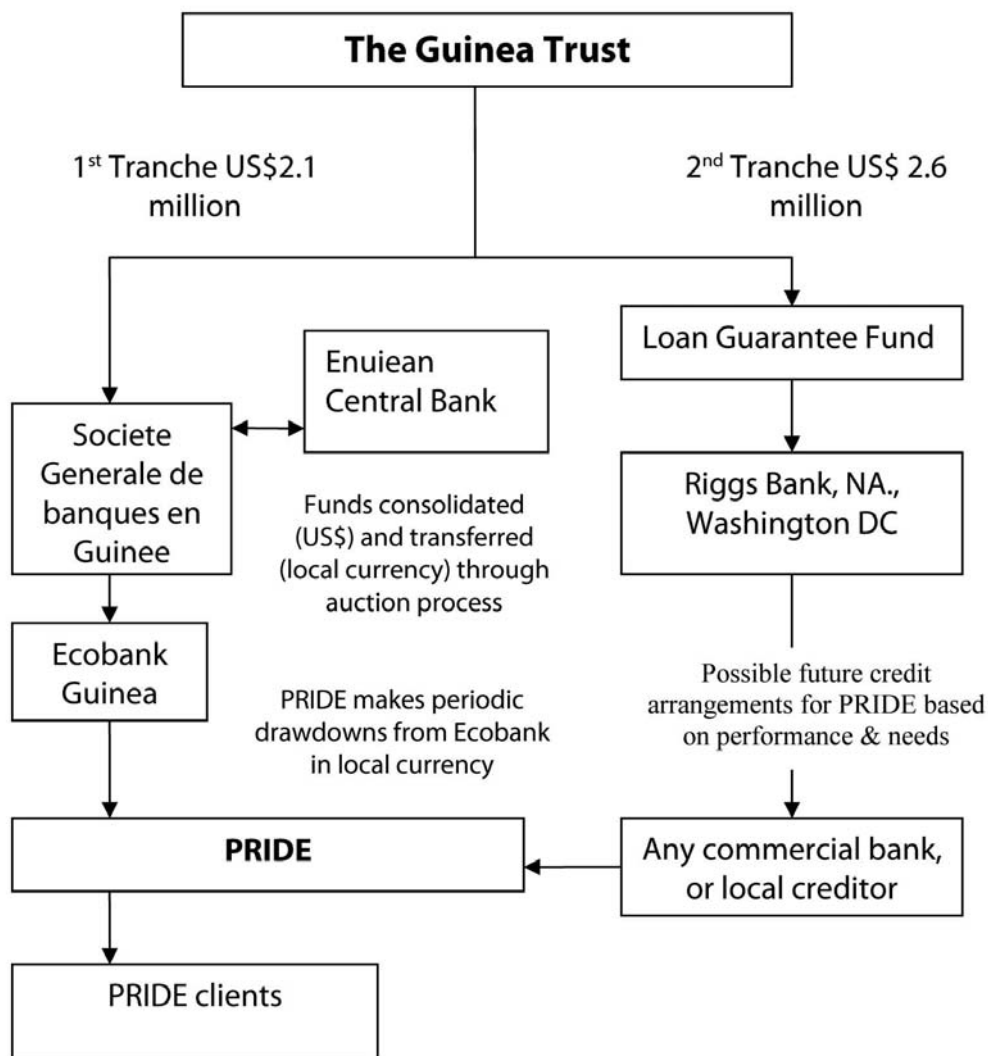 The Guinea Trust
1st Tranche US$2.1
million
2nd Tranche US$ 2.6
million
Loan Guarantee Fund
Enuiean
Central Bank
Societe
Generale de
banques en
Guinee
Riggs Bank, NA.,
Washington DC
Funds consolidated
(US$) and transferred
(local currency) through
auction process
Ecobank
Guinea
Possible future credit
arrangements for PRIDE based
on performance & needs
PRIDE makes periodic
drawdowns from Ecobank
in local currency
PRIDE
Any commercial bank,
or local creditor
PRIDE clients